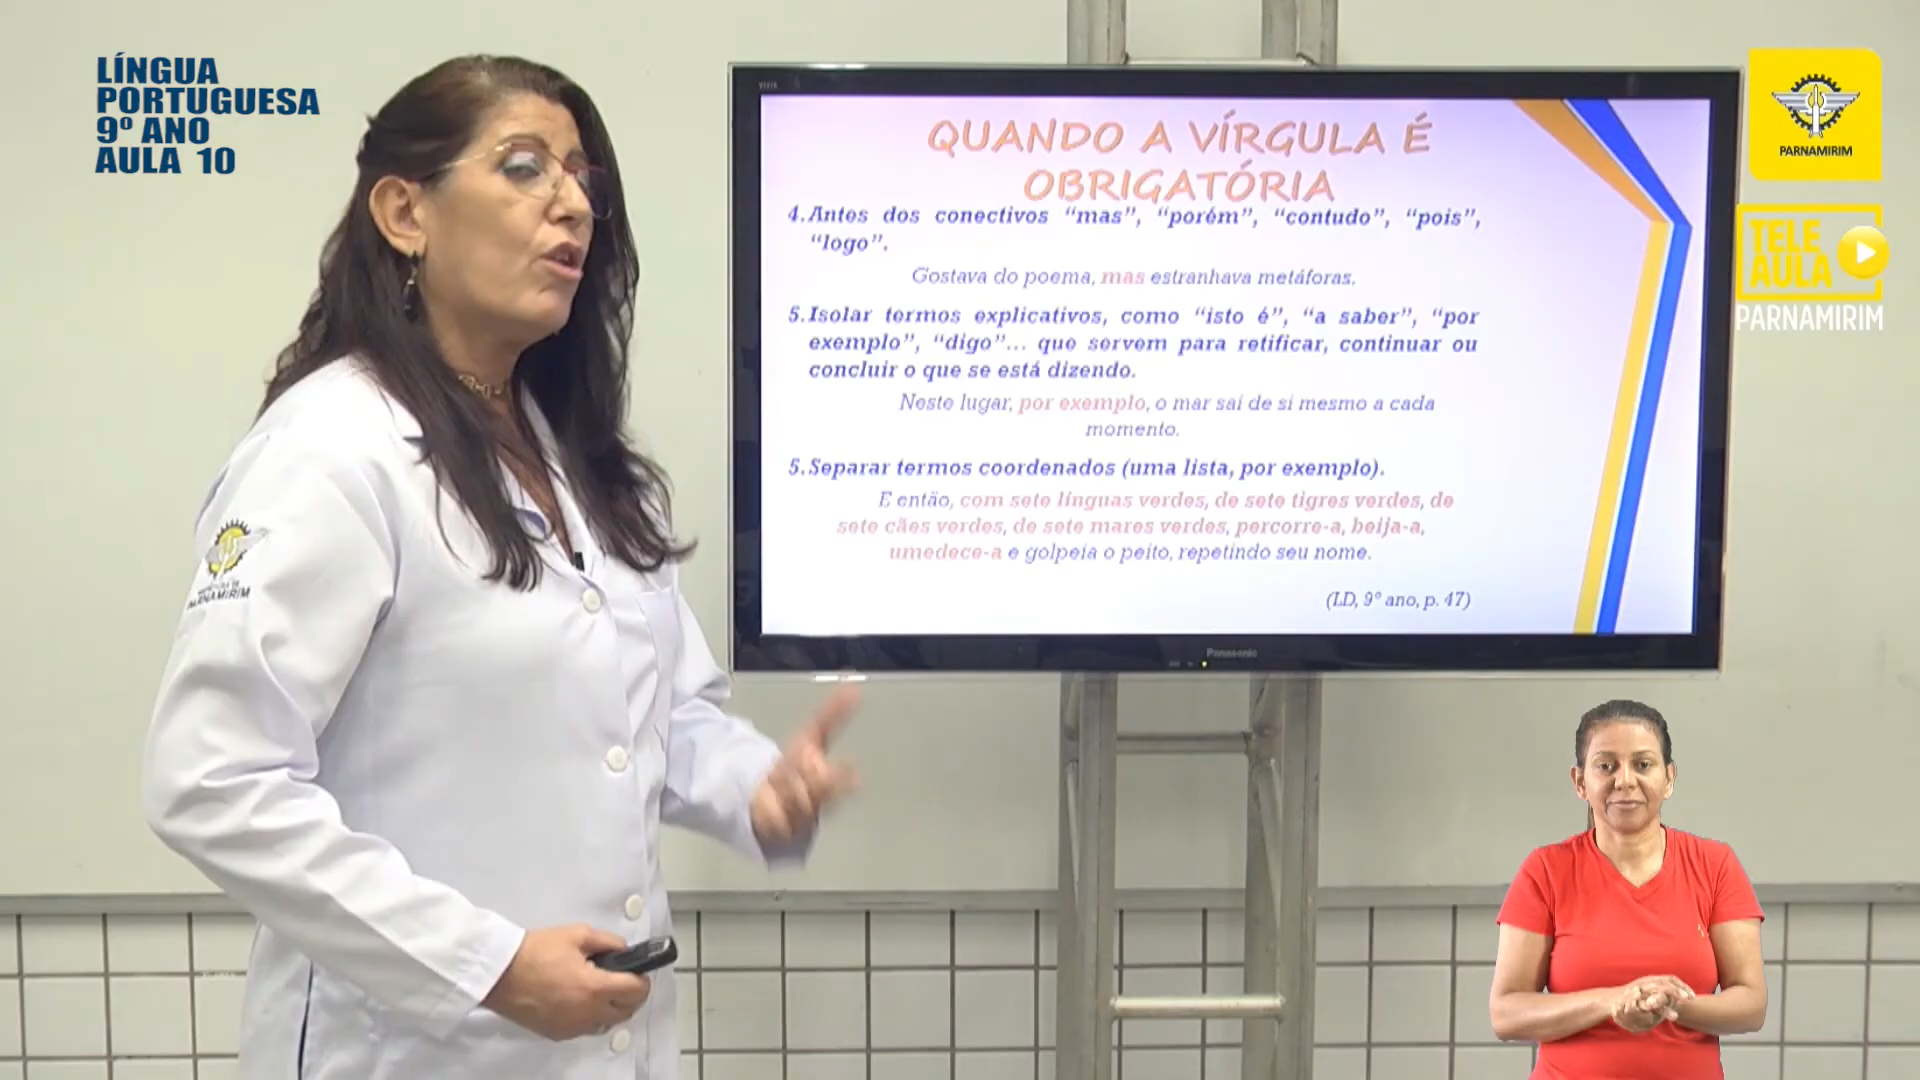 LÍNGUA
PORTUGUESA
9º ANO
AULA 10
QUANDO A VÍRGULA É
OBRIGATÓRIA
4. Antes dos conectivos “mas”, “porém”, “contudo”, “pois”,
“logo”.
Gostava do poema, mas estranhava metáforas.
5. Isolar termos explicativos, como “isto é”, “a saber”, “por
exemplo”, “digo”... que servem para retificar, continuar ou
concluir o que se está dizendo.
Neste lugar, por exemplo, o mar sai de si mesmo a cada
momento.
5. Separar termos coordenados (uma lista, por exemplo).
E então, com sete línguas verdes, de sete tigres verdes, de
sete cães verdes, de sete mares verdes, percorre-a, beija-a,
umedece-a e golpeia o peito, repetindo seu nome.
(LD, 9º ano, p. 47)
Panasonic
PARNAMIRIM
TELE
AULA
PARNAMIRIM
PARNAMIRIM